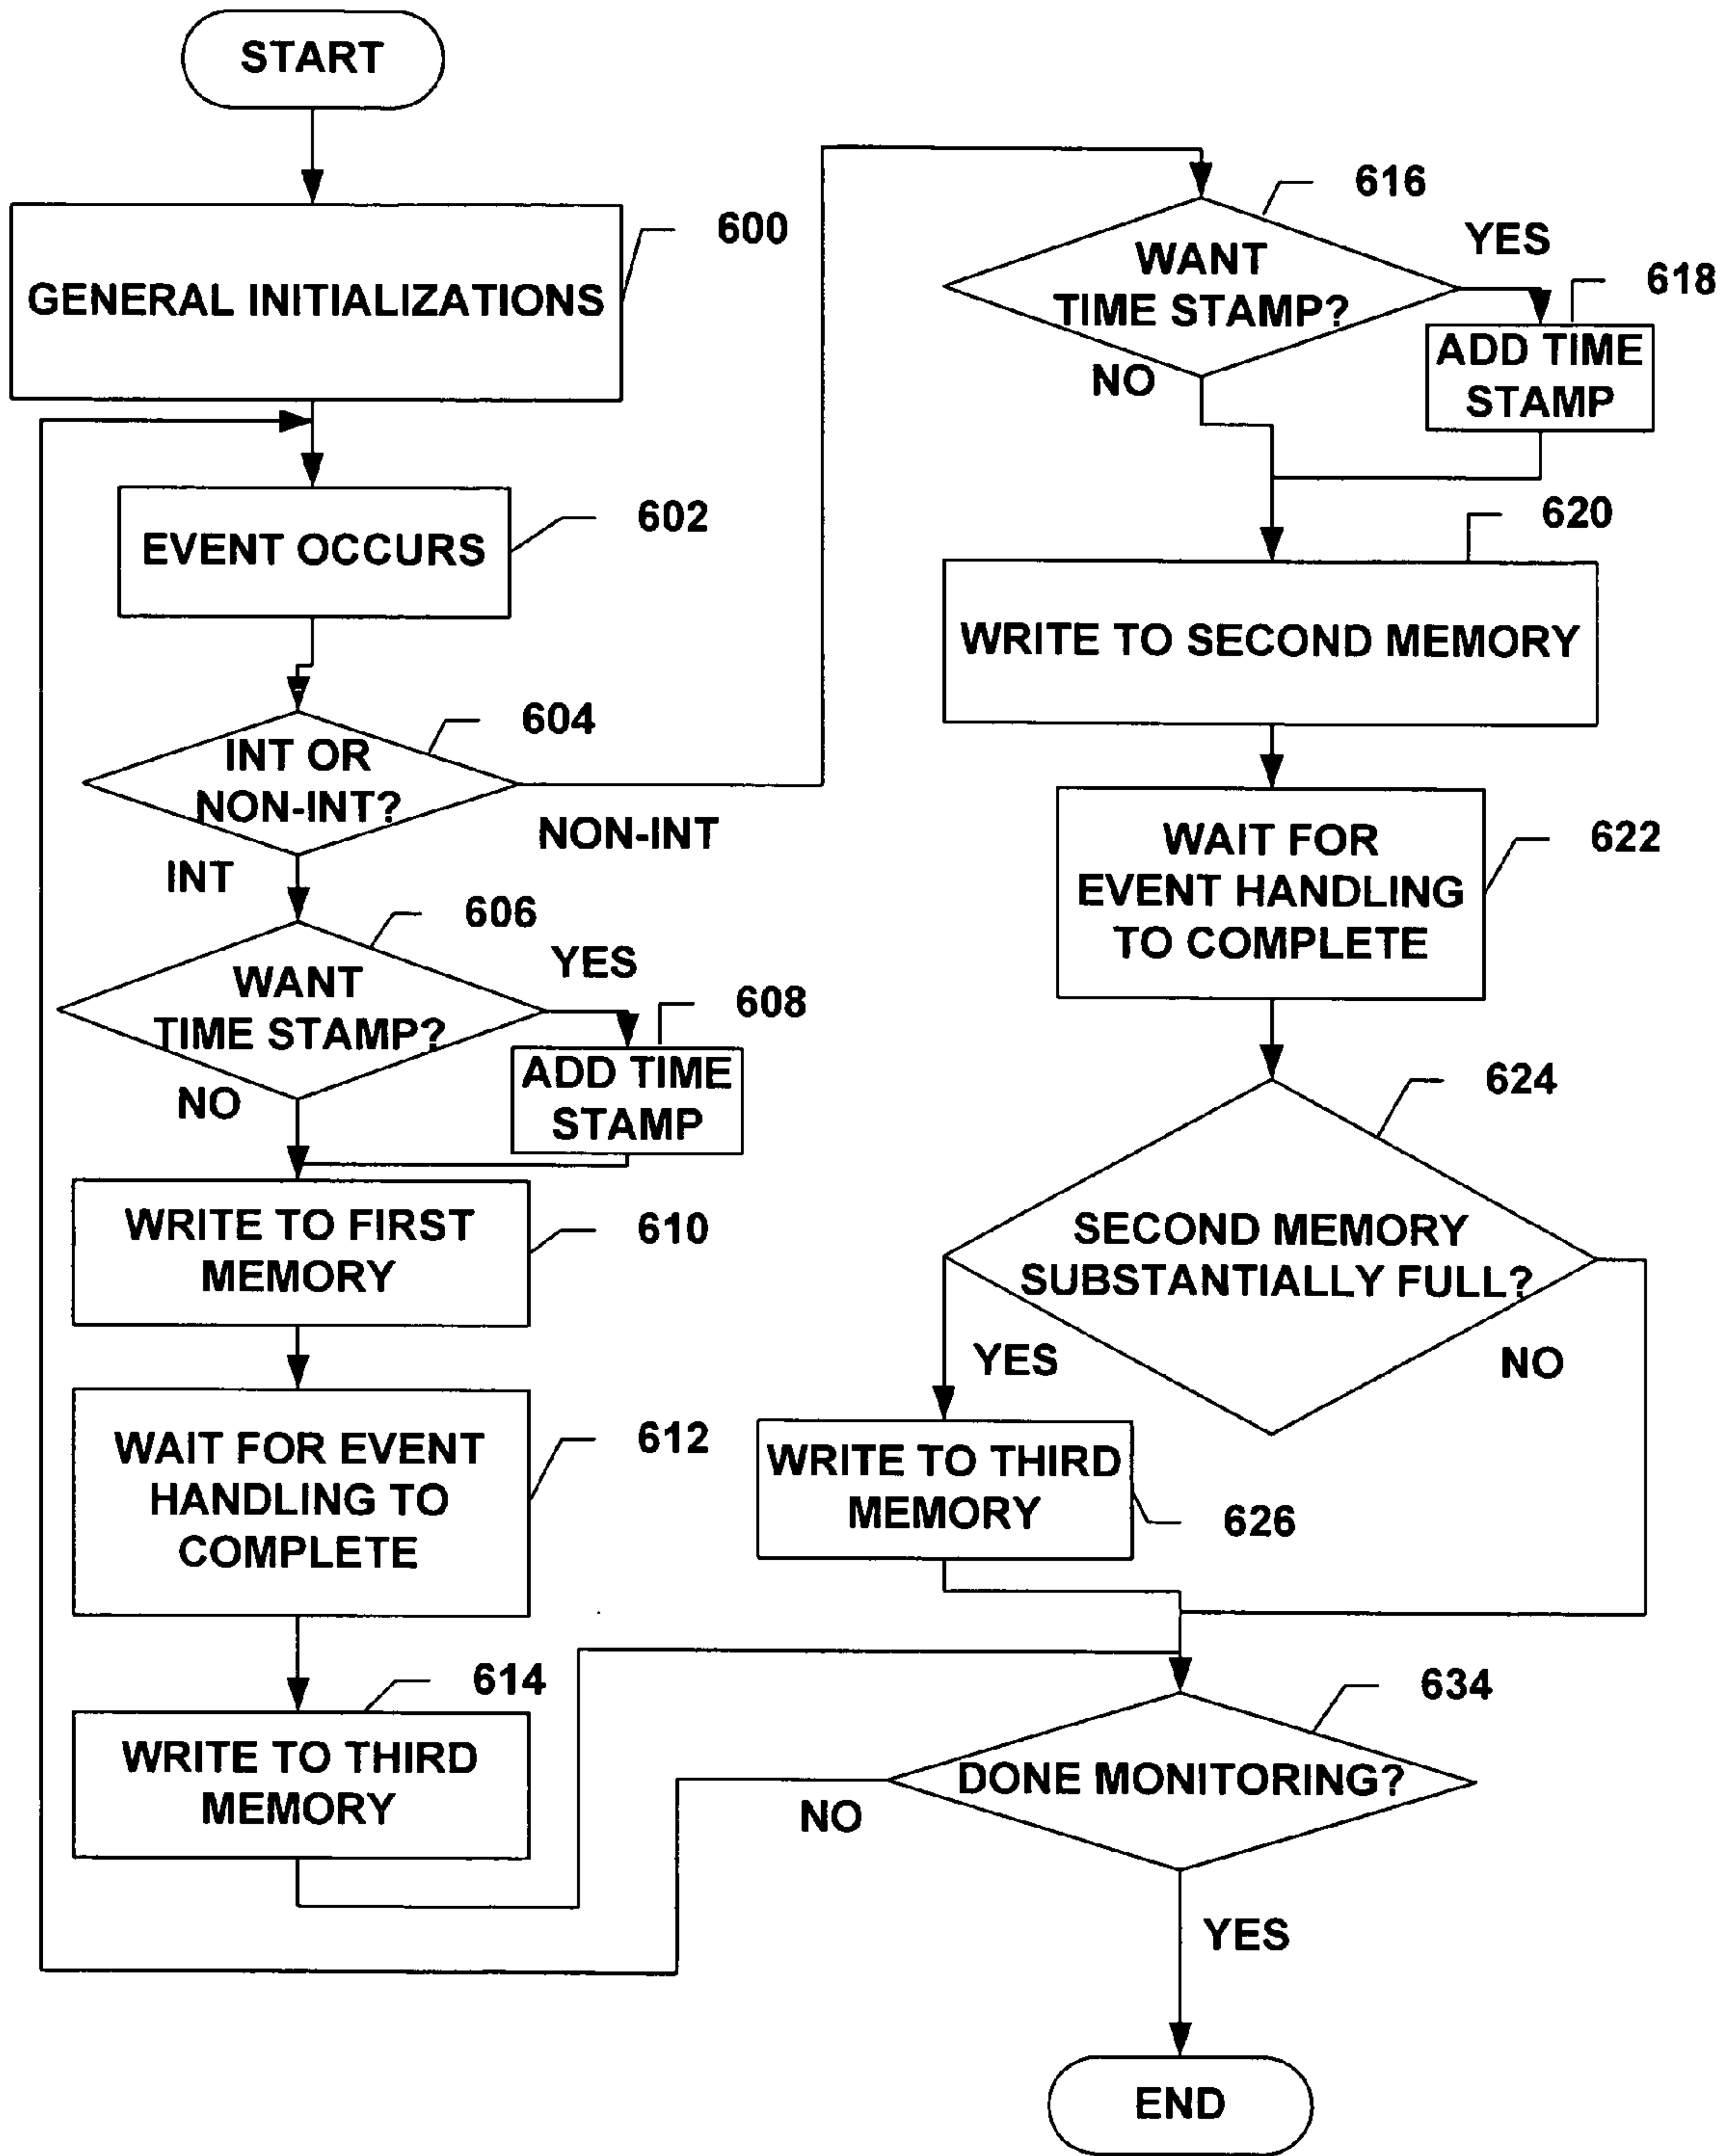 START
600
GENERAL INITIALIZATIONS
602
EVENT OCCURS
604
INT OR
NON-INT?
NON-INT
INT
606
WANT
TIME STAMP?
YES
608
ADD TIME
STAMP
NO
WRITE TO FIRST
MEMORY
610
WAIT FOR EVENT
HANDLING TO
COMPLETE
612
614
WRITE TO THIRD
MEMORY
616
WANT
TIME STAMP?
YES
618
ADD TIME
STAMP
NO
620
WRITE TO SECOND MEMORY
WAIT FOR
EVENT HANDLING
TO COMPLETE
622
624
SECOND MEMORY
SUBSTANTIALLY FULL?
YES
NO
WRITE TO THIRD
MEMORY
626
634
DONE MONITORING?
NO
YES
END